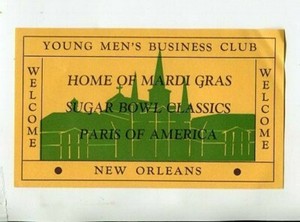 YOUNG MEN'S BUSINESS CLUB
WELCOME
HOME OF MARDI GRAS
SUGAR BOWL CLASSICS
PARIS OF AMERICA
WELCOME
NEW ORLEANS